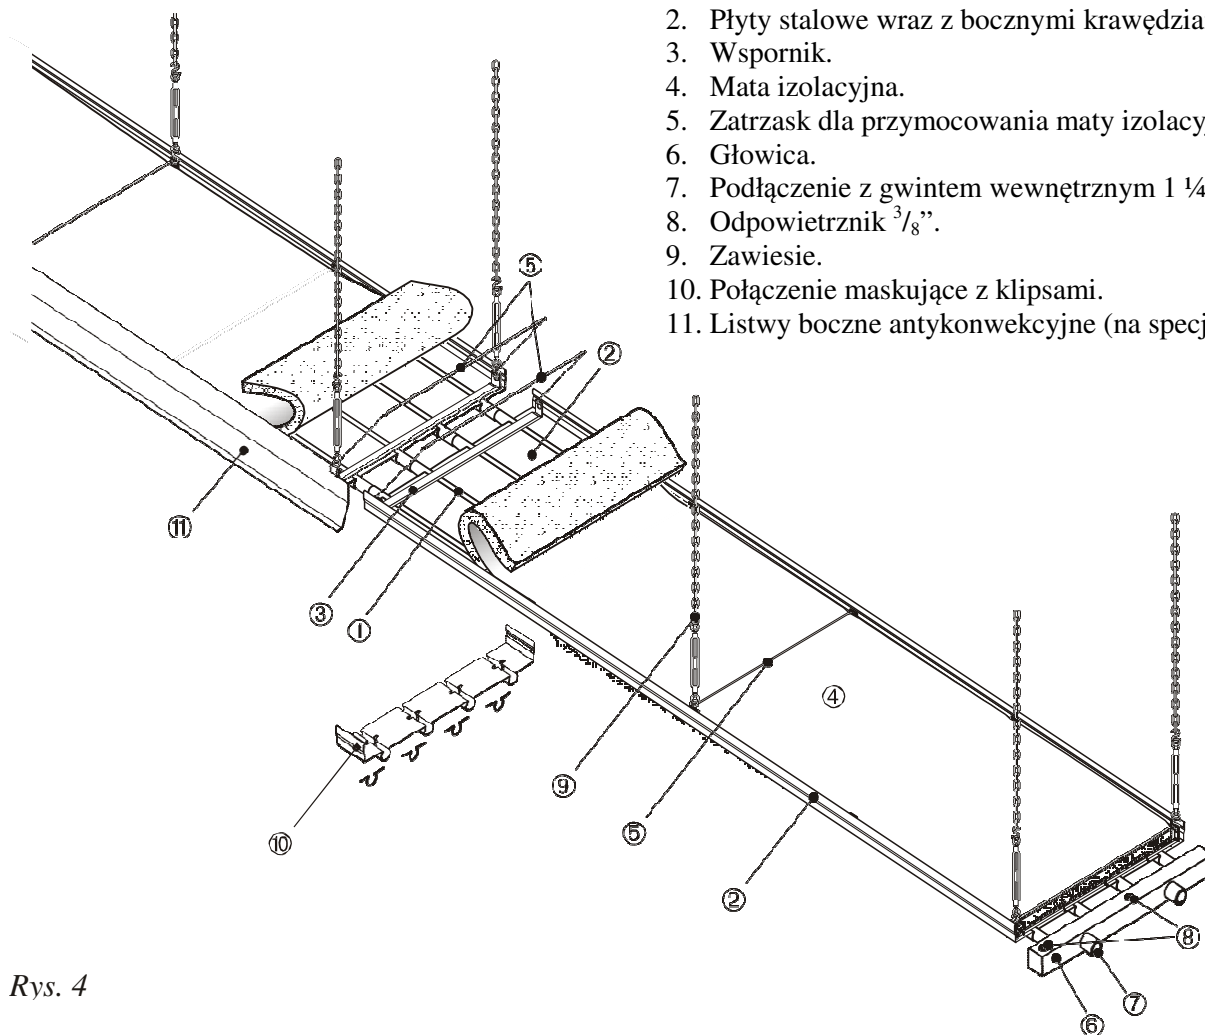 2. Płyty stalowe wraz z bocznymi krawędzia
3. Wspornik.
4. Mata izolacyjna.
5. Zatrzask dla przymocowania maty izolacy
6. Głowica.
7. Podłączenie z gwintem wewnętrznym 1 ¼
8. Odpowietrznik 3/8”.
9. Zawiesie.
10. Połączenie maskujące z klipsami.
11. Listwy boczne antykonwekcyjne (na specj
⑤
②
⑪
③
①
④
⑨
⑤
⑩
②
⑧
⑦
⑥
Rys. 4